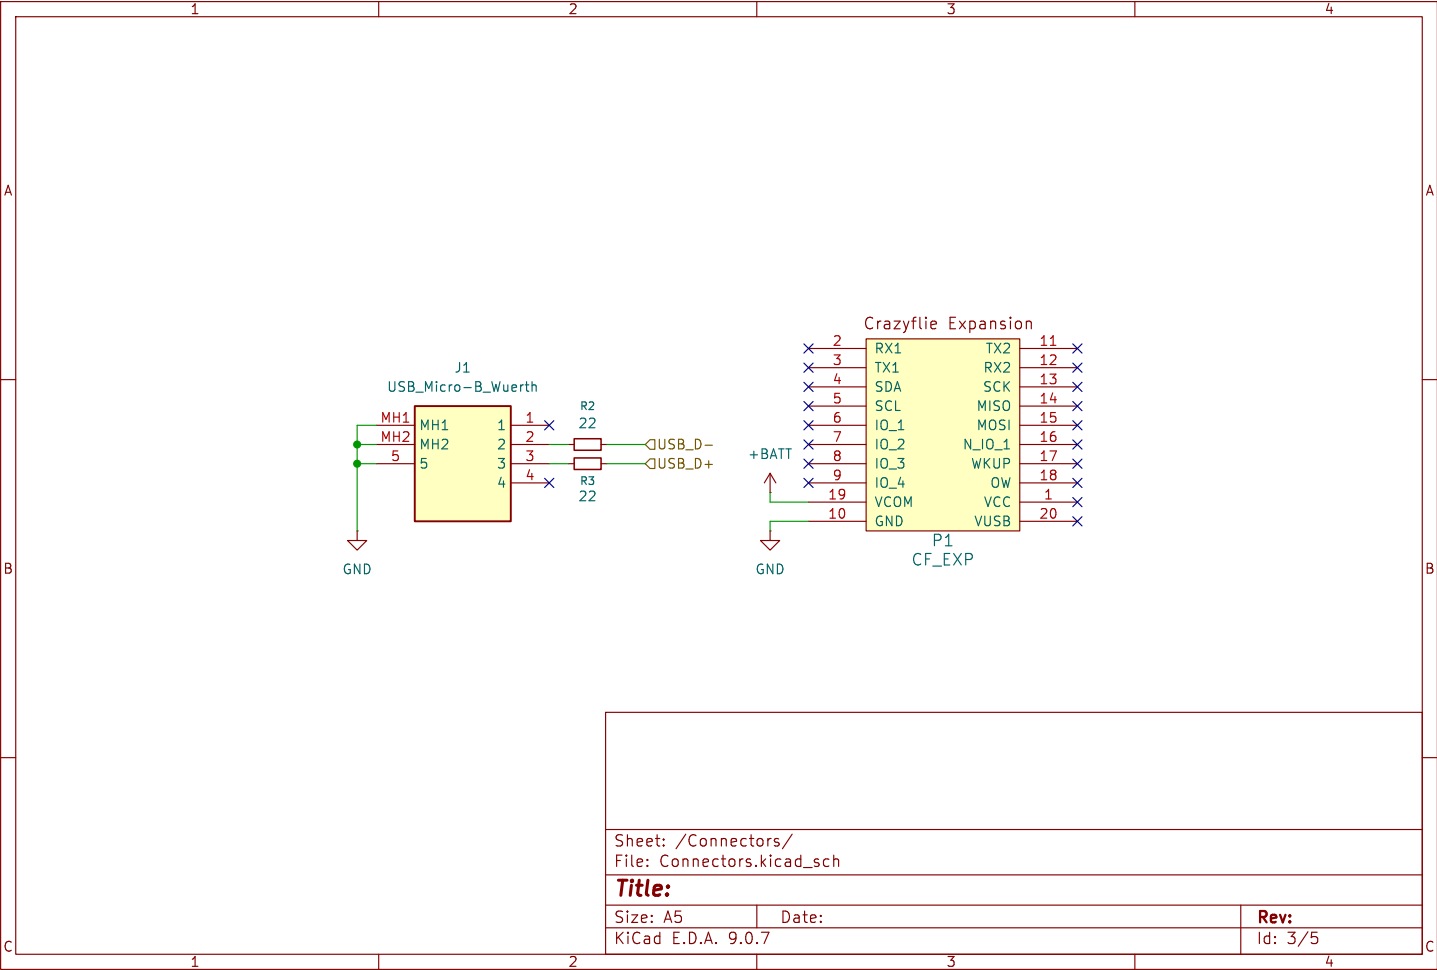 1 2 3 4
A A
B B
C C
1 2 3 4
J1
USB_Micro-B_Wuerth
MH1 MH1 1 1
MH2 MH2 2 2
5 5 3 3
4 4
GND
R2
22
R3
22
USB_D-
USB_D+
+BATT
GND
Crazyflie Expansion
2 RX1 TX2 11
3 TX1 RX2 12
4 SDA SCK 13
5 SCL MISO 14
6 IO_1 MOSI 15
7 IO_2 N_IO_1 16
8 IO_3 WKUP 17
9 IO_4 OW 18
19 VCOM VCC 1
10 GND VUSB 20
P1
CF_EXP
Sheet: /Connectors/
File: Connectors.kicad_sch
Title:
Size: A5 Date: Rev:
KiCad E.D.A. 9.0.7 Id: 3/5